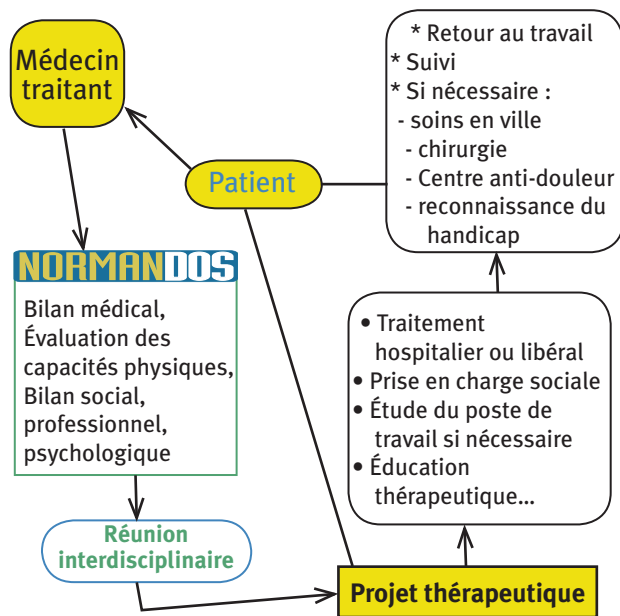 Médecin
traitant
Patient
NORMANDOS
Bilan médical,
Évaluation des
capacités physiques,
Bilan social,
professionnel,
psychologique
Réunion
interdisciplinaire
Projet thérapeutique
• Traitement
hospitalier ou libéral
• Prise en charge sociale
• Étude du poste de
travail si nécessaire
• Éducation
thérapeutique...
* Retour au travail
* Suivi
* Si nécessaire :
- soins en ville
- chirurgie
- Centre anti-douleur
- reconnaissance du
handicap